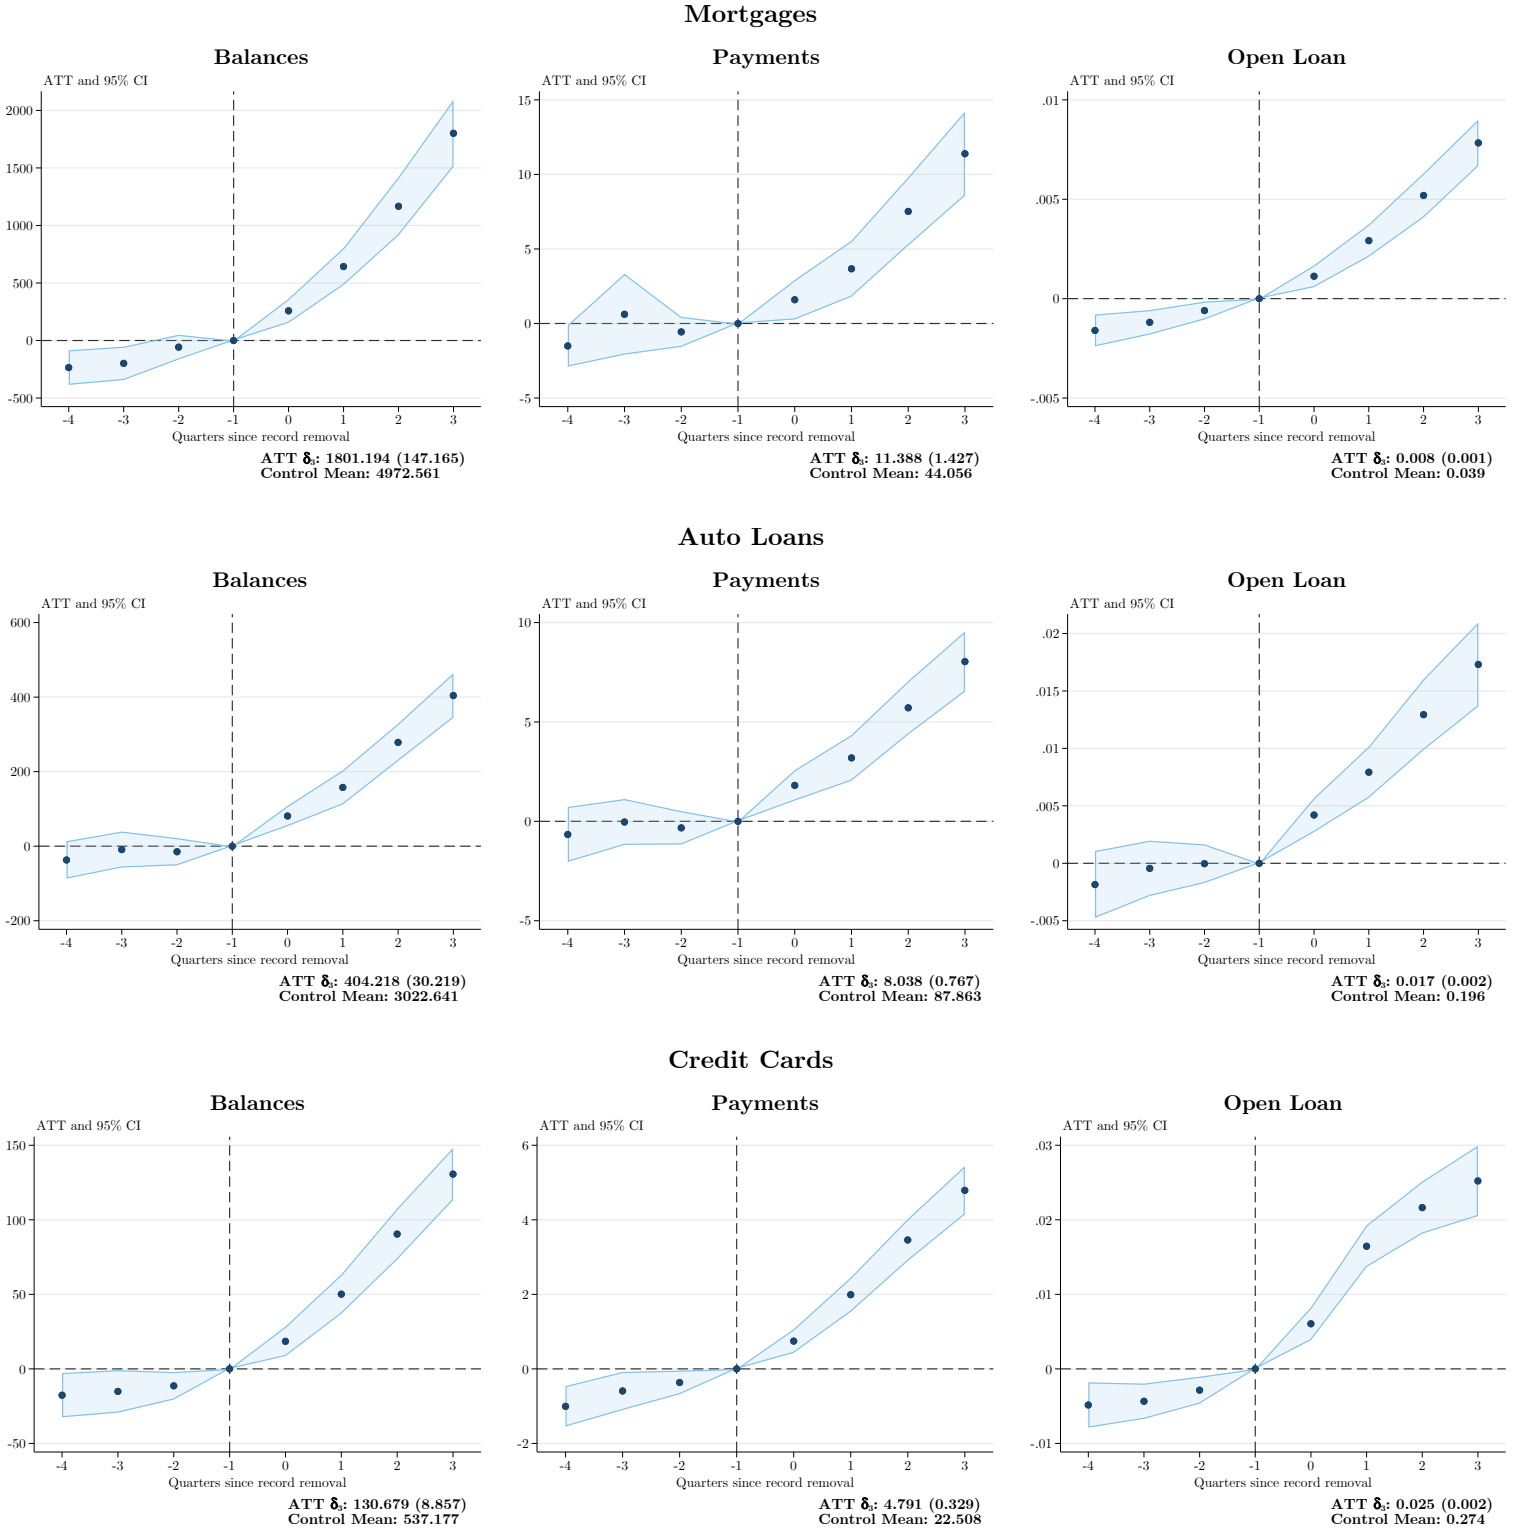 Mortgages
Balances
ATT and 95% CI
2000
1500
1000
500
0
-500
-4 -3 -2 -1 0 1 2 3
Quarters since record removal
ATT δ₃: 1801.194 (147.165)
Control Mean: 4972.561
Payments
ATT and 95% CI
15
10
5
0
-5
-4 -3 -2 -1 0 1 2 3
Quarters since record removal
ATT δ₃: 11.388 (1.427)
Control Mean: 44.056
Open Loan
ATT and 95% CI
.01
.005
0
-.005
-4 -3 -2 -1 0 1 2 3
Quarters since record removal
ATT δ₃: 0.008 (0.001)
Control Mean: 0.039
Auto Loans
Balances
ATT and 95% CI
600
400
200
0
-200
-4 -3 -2 -1 0 1 2 3
Quarters since record removal
ATT δ₃: 404.218 (30.219)
Control Mean: 3022.641
Payments
ATT and 95% CI
10
5
0
-5
-4 -3 -2 -1 0 1 2 3
Quarters since record removal
ATT δ₃: 8.038 (0.767)
Control Mean: 87.863
Open Loan
ATT and 95% CI
.02
.015
.01
.005
0
-.005
-4 -3 -2 -1 0 1 2 3
Quarters since record removal
ATT δ₃: 0.017 (0.002)
Control Mean: 0.196
Credit Cards
Balances
ATT and 95% CI
150
100
50
0
-50
-4 -3 -2 -1 0 1 2 3
Quarters since record removal
ATT δ₃: 130.679 (8.857)
Control Mean: 537.177
Payments
ATT and 95% CI
6
4
2
0
-2
-4 -3 -2 -1 0 1 2 3
Quarters since record removal
ATT δ₃: 4.791 (0.329)
Control Mean: 22.508
Open Loan
ATT and 95% CI
.03
.02
.01
0
-.01
-4 -3 -2 -1 0 1 2 3
Quarters since record removal
ATT δ₃: 0.025 (0.002)
Control Mean: 0.274